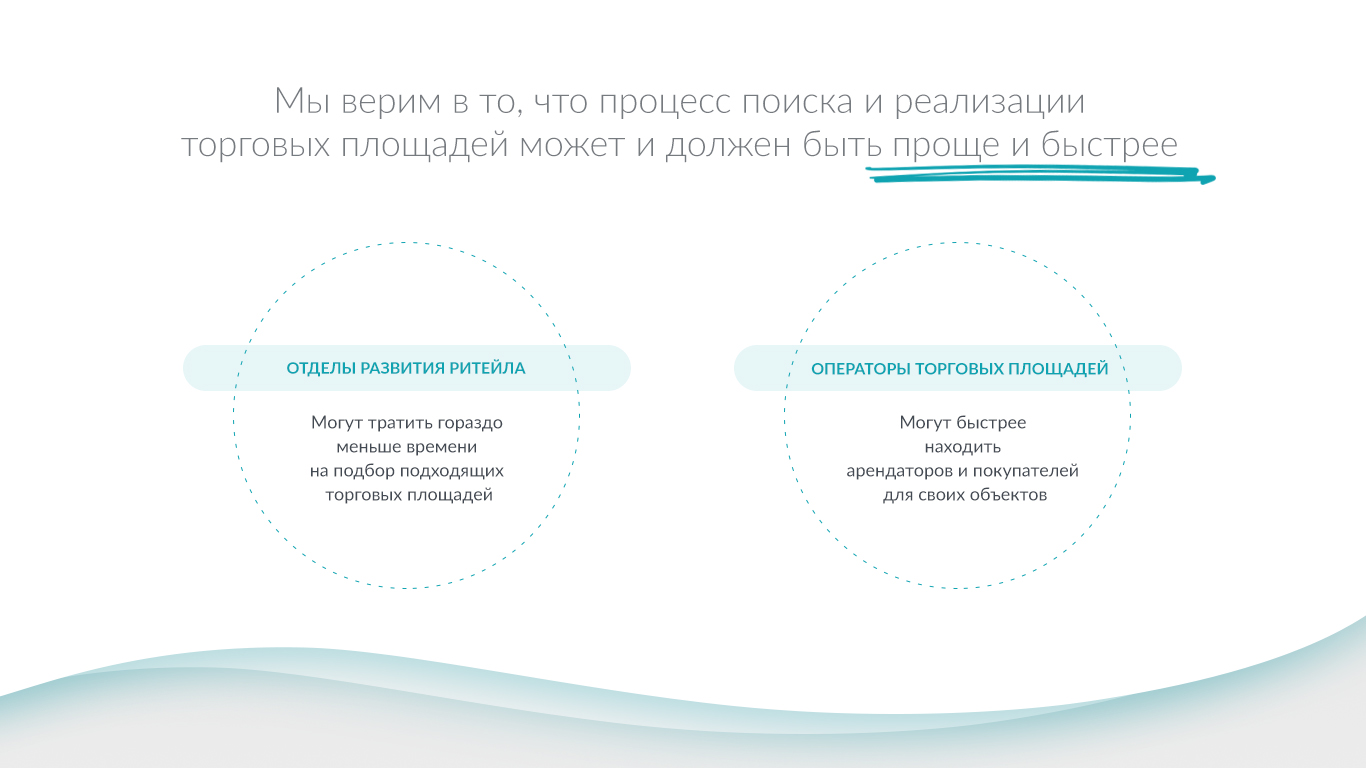 Мы верим в то, что процесс поиска и реализации
торговых площадей может и должен быть проще и быстрее
ОТДЕЛЫ РАЗВИТИЯ РИТЕЙЛА
Могут тратить гораздо
меньше времени
на подбор подходящих
торговых площадей
ОПЕРАТОРЫ ТОРГОВЫХ ПЛОЩАДЕЙ
Могут быстрее
находить
арендаторов и покупателей
для своих объектов